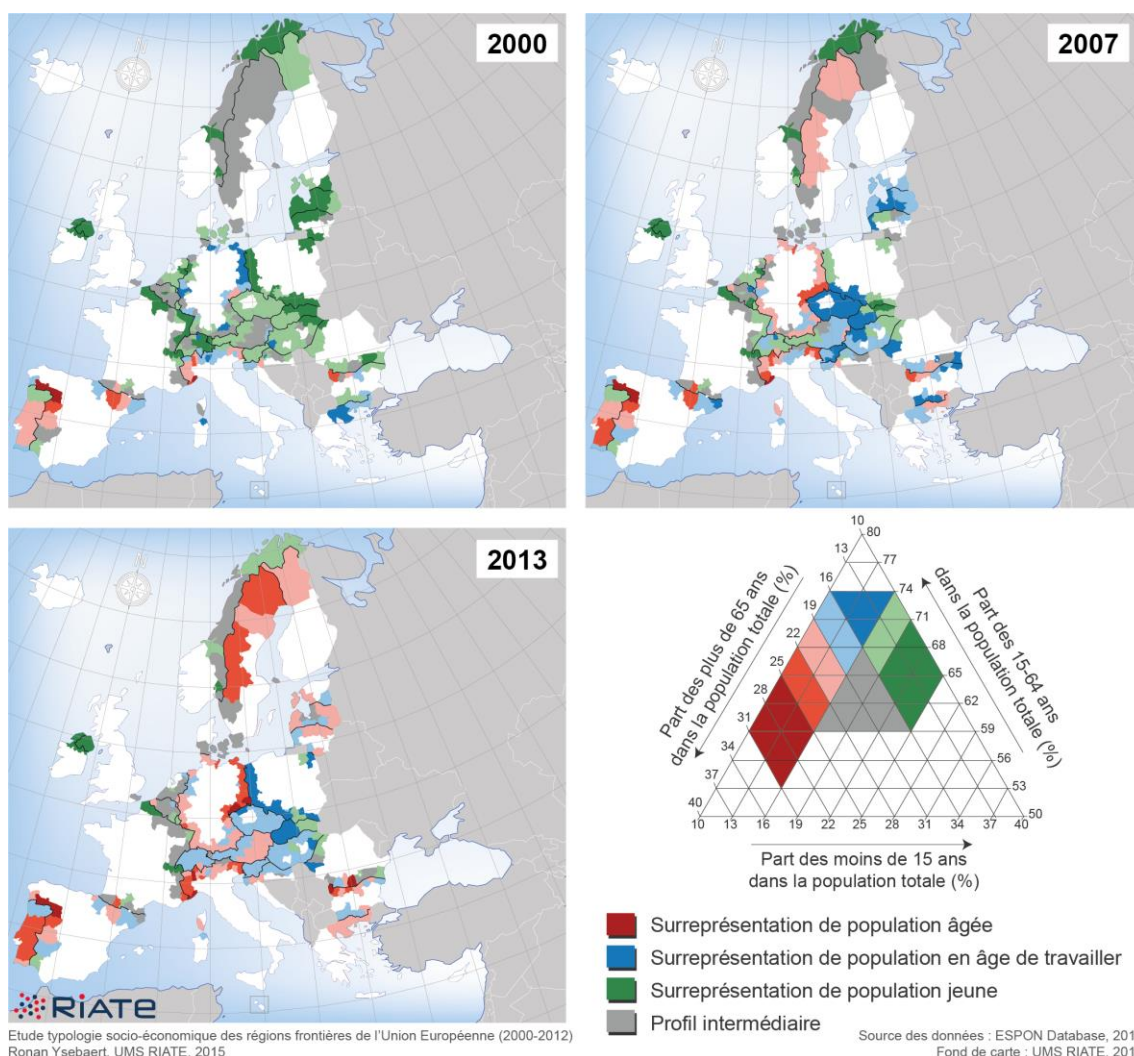 2000
2007
2013
Part des plus de 65 ans
dans la population totale (%)
Part des 15-64 ans
dans la population totale (%)
10
13
16
19
22
25
28
31
34
37
40
80
77
74
71
68
65
62
59
56
53
50
10 13 16 19 22 25 28 31 34 37 40
Part des moins de 15 ans
dans la population totale (%)
Surreprésentation de population âgée
Surreprésentation de population en âge de travailler
Surreprésentation de population jeune
Profil intermédiaire
RIATE
Etude typologie socio-économique des régions frontières de l'Union Européenne (2000-2012)
Ronan Ysebaert, UMS RIATE, 2015
Source des données : ESPON Database, 201
Fond de carte : UMS RIATE, 201